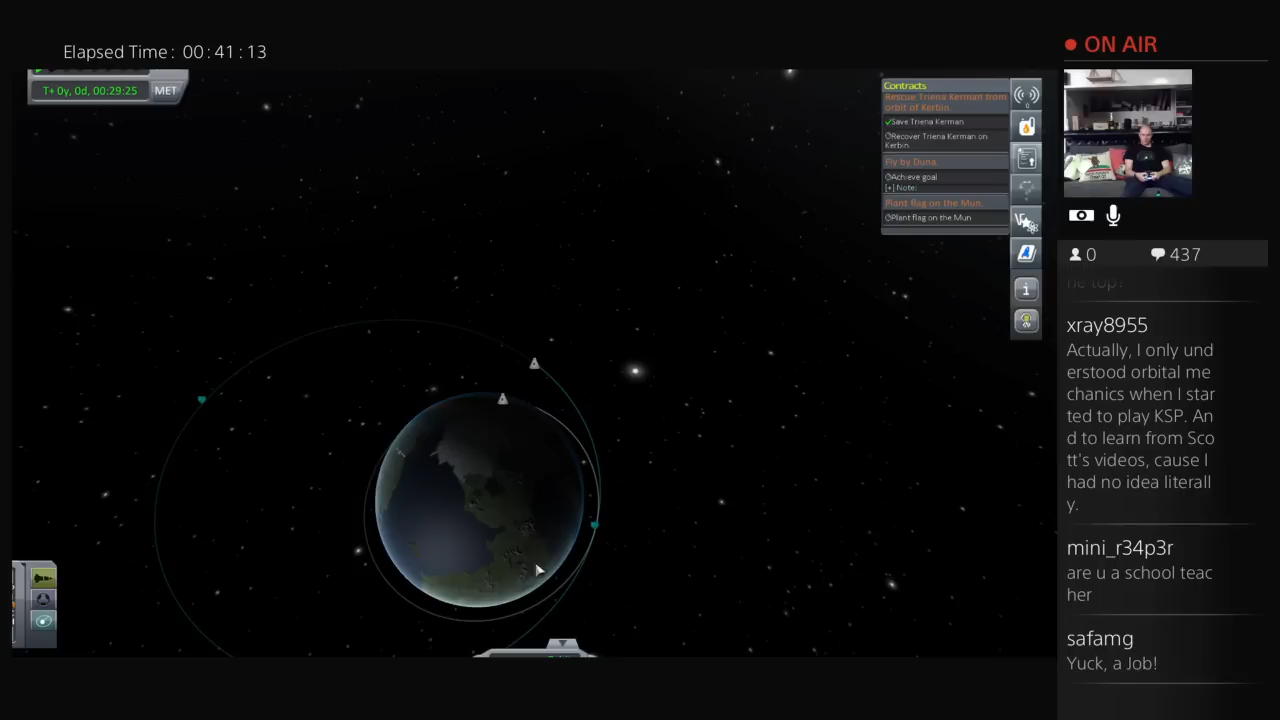 Elapsed Time: 00:41:13
ON AIR
T+ 0y, 0d, 00:29:25 MET
Contracts
Rescue Triena Kerman from
orbit of Kerbin.
Save Triena Kerman
Recover Triena Kerman on
Kerbin.
Fly by Duna.
Achieve goal
[+] Note:
Plant flag on the Mun.
Plant flag on the Mun
0
0 437
he top?
xray8955
Actually, I only und
erstood orbital me
chanics when I star
ted to play KSP. An
d to learn from Sco
tt's videos, cause I
had no idea literall
y.
mini_r34p3r
are u a school teac
her
safamg
Yuck, a Job!